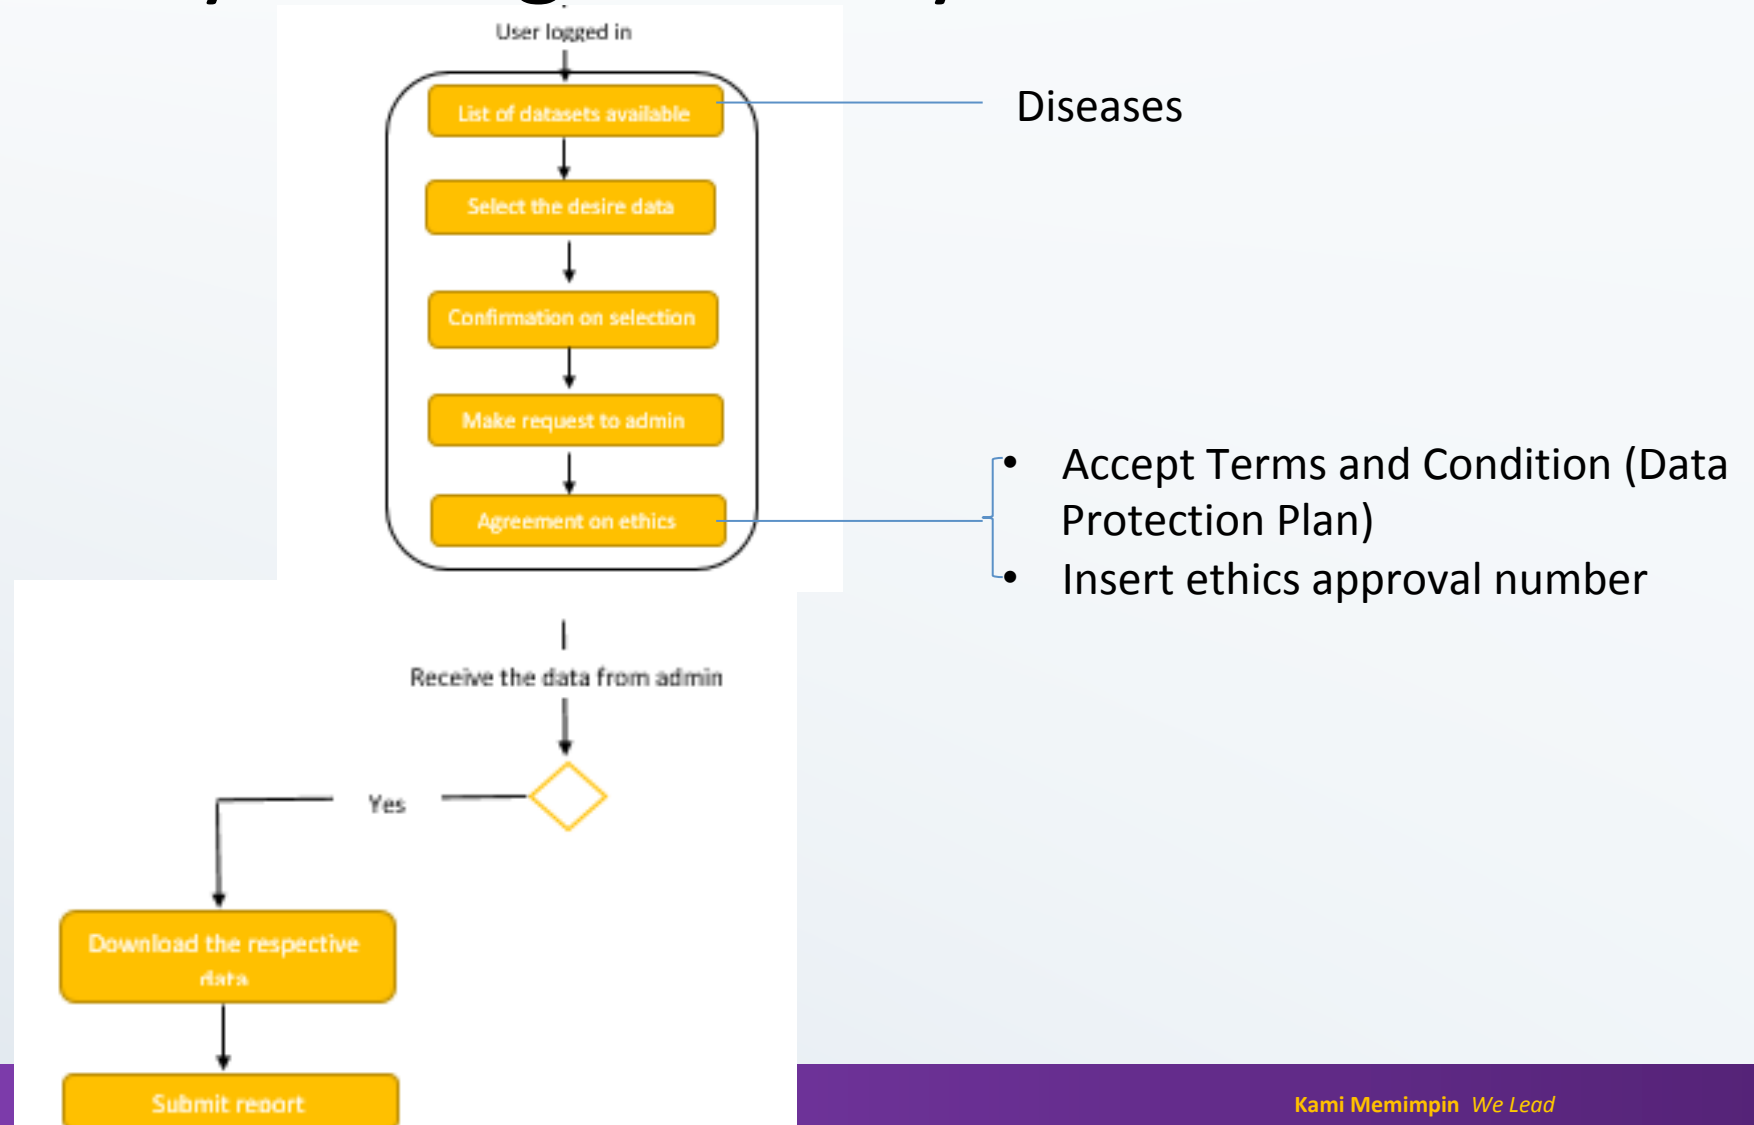 User logged in
List of datasets available
Diseases
Select the desire data
Confirmation on selection
Make request to admin
• Accept Terms and Condition (Data
Protection Plan)
Agreement on ethics
• Insert ethics approval number
Receive the data from admin
Yes
Download the respective
data
Submit report
Kami Memimpin We Lead